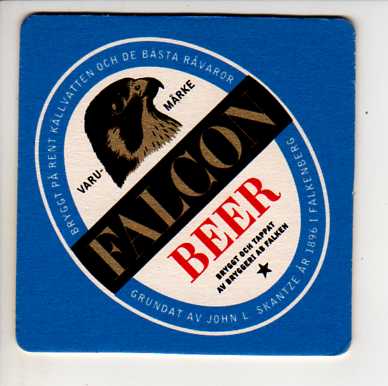 BRYGGT PÅ RENT KÄLLVATTEN OCH DE BÄSTA RÅVAROR
VARU-MÄRKE
FALCON
BEER
BRYGGT OCH TAPPAT
AV BRYGGERI AB FALKEN
GRUNDAT AV JOHN L. SKANTZE ÅR 1896 I FALKENBERG